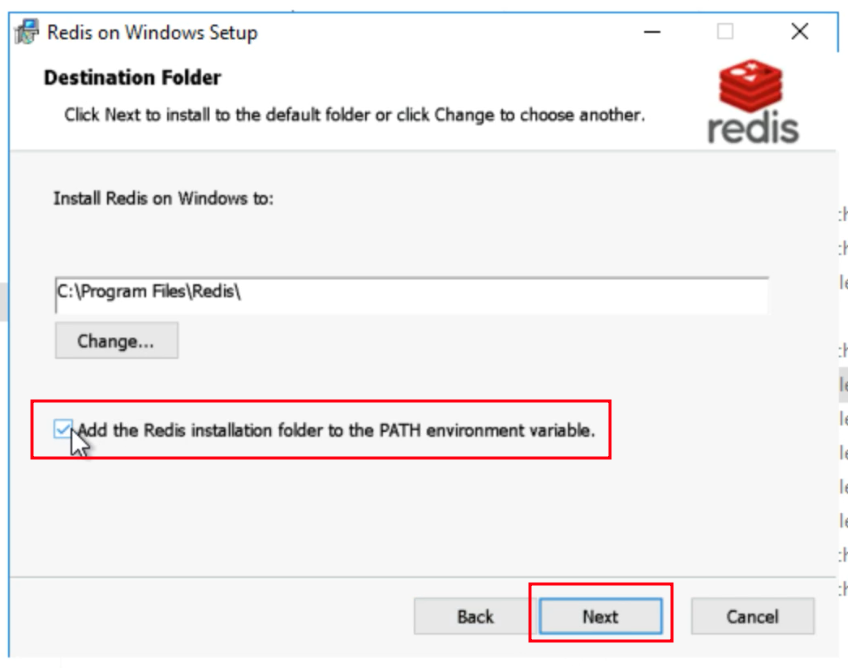 Redis on Windows Setup
Destination Folder
Click Next to install to the default folder or click Change to choose another.
redis
Install Redis on Windows to:
C:\Program Files\Redis\
Change...
Add the Redis installation folder to the PATH environment variable.
Back Next Cancel